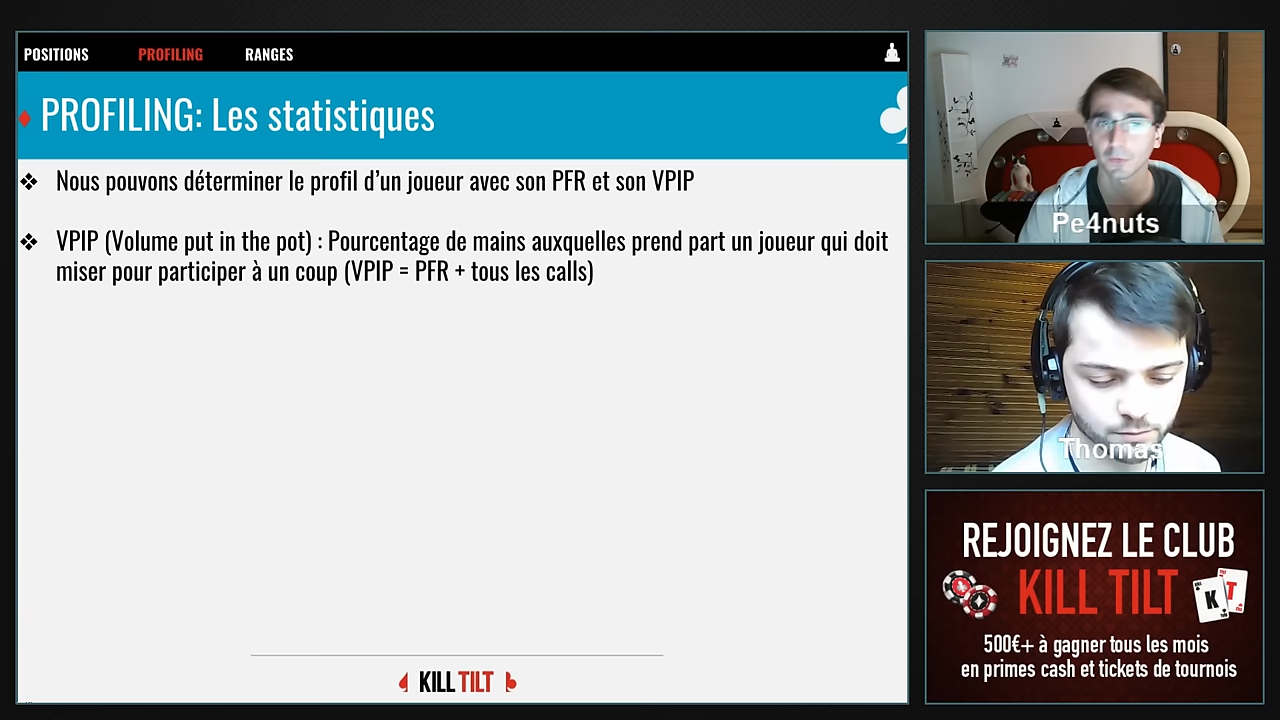 POSITIONS PROFILING RANGES
PROFILING: Les statistiques
Nous pouvons déterminer le profil d’un joueur avec son PFR et son VPIP
VPIP (Volume put in the pot) : Pourcentage de mains auxquelles prend part un joueur qui doit
miser pour participer à un coup (VPIP = PFR + tous les calls)
KILL TILT
Pe4nuts
Thomas
REJOIGNEZ LE CLUB
KILL TILT
K T
500€+ à gagner tous les mois
en primes cash et tickets de tournois